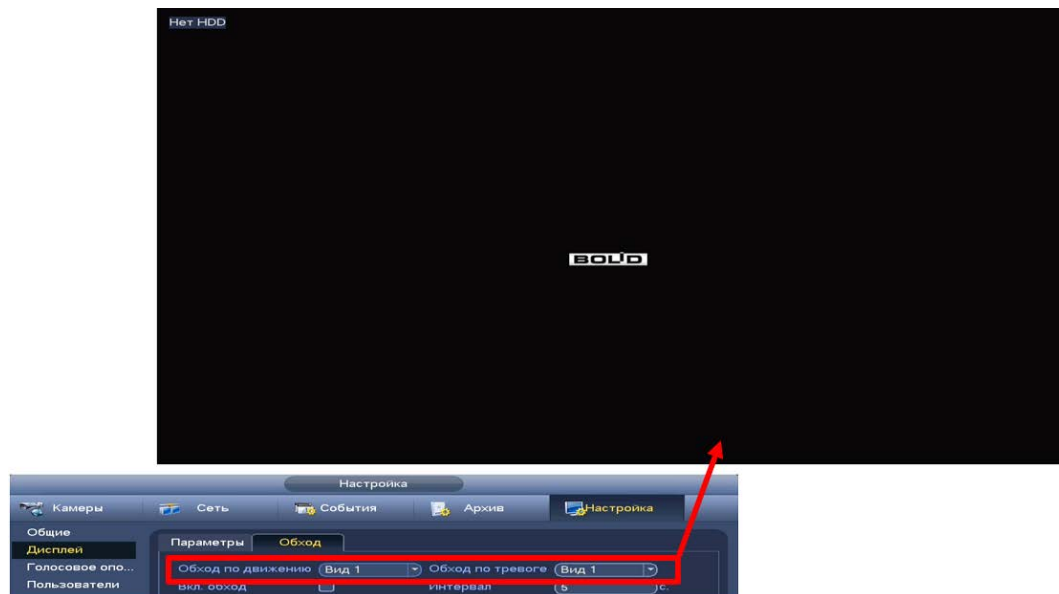 Нет HDD
BOLID
Настройка
Камеры Сеть События Архив Настройка
Общие
Дисплей
Голосовое опо...
Пользователи
Параметры Обход
Обход по движению Вид 1 Обход по тревоге Вид 1
Вкл. обход Интервал 5 с.